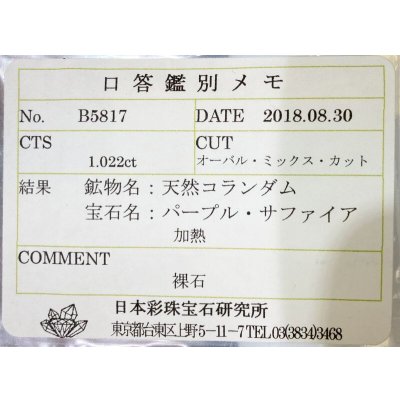 口答鑑別メモ
No. B5817 DATE 2018.08.30
CTS CUT
1.022ct オーバル・ミックス・カット
結果 鉱物名:天然コランダム
宝石名:パープル・サファイア
加熱
COMMENT
裸石
日本彩珠宝石研究所
東京都台東区上野5-11-7 TEL 03(3834)3468